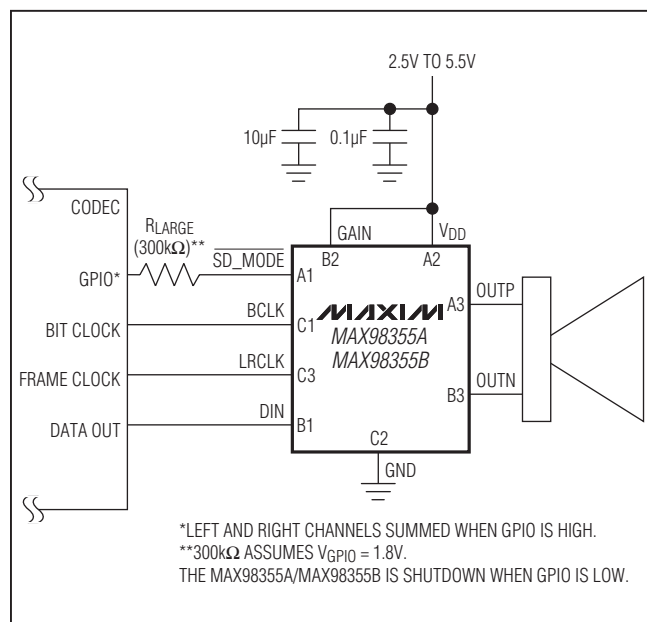 2.5V TO 5.5V
10µF
0.1µF
CODEC
RLARGE
(300kΩ)**
SD_MODE
GAIN
VDD
B2
A2
GPIO*
A1
MAXIM
MAX98355A
MAX98355B
A3
OUTP
BIT CLOCK
BCLK
C1
FRAME CLOCK
LRCLK
C3
B3
OUTN
DATA OUT
DIN
B1
C2
GND
*LEFT AND RIGHT CHANNELS SUMMED WHEN GPIO IS HIGH.
**300kΩ ASSUMES VGPIO = 1.8V.
THE MAX98355A/MAX98355B IS SHUTDOWN WHEN GPIO IS LOW.